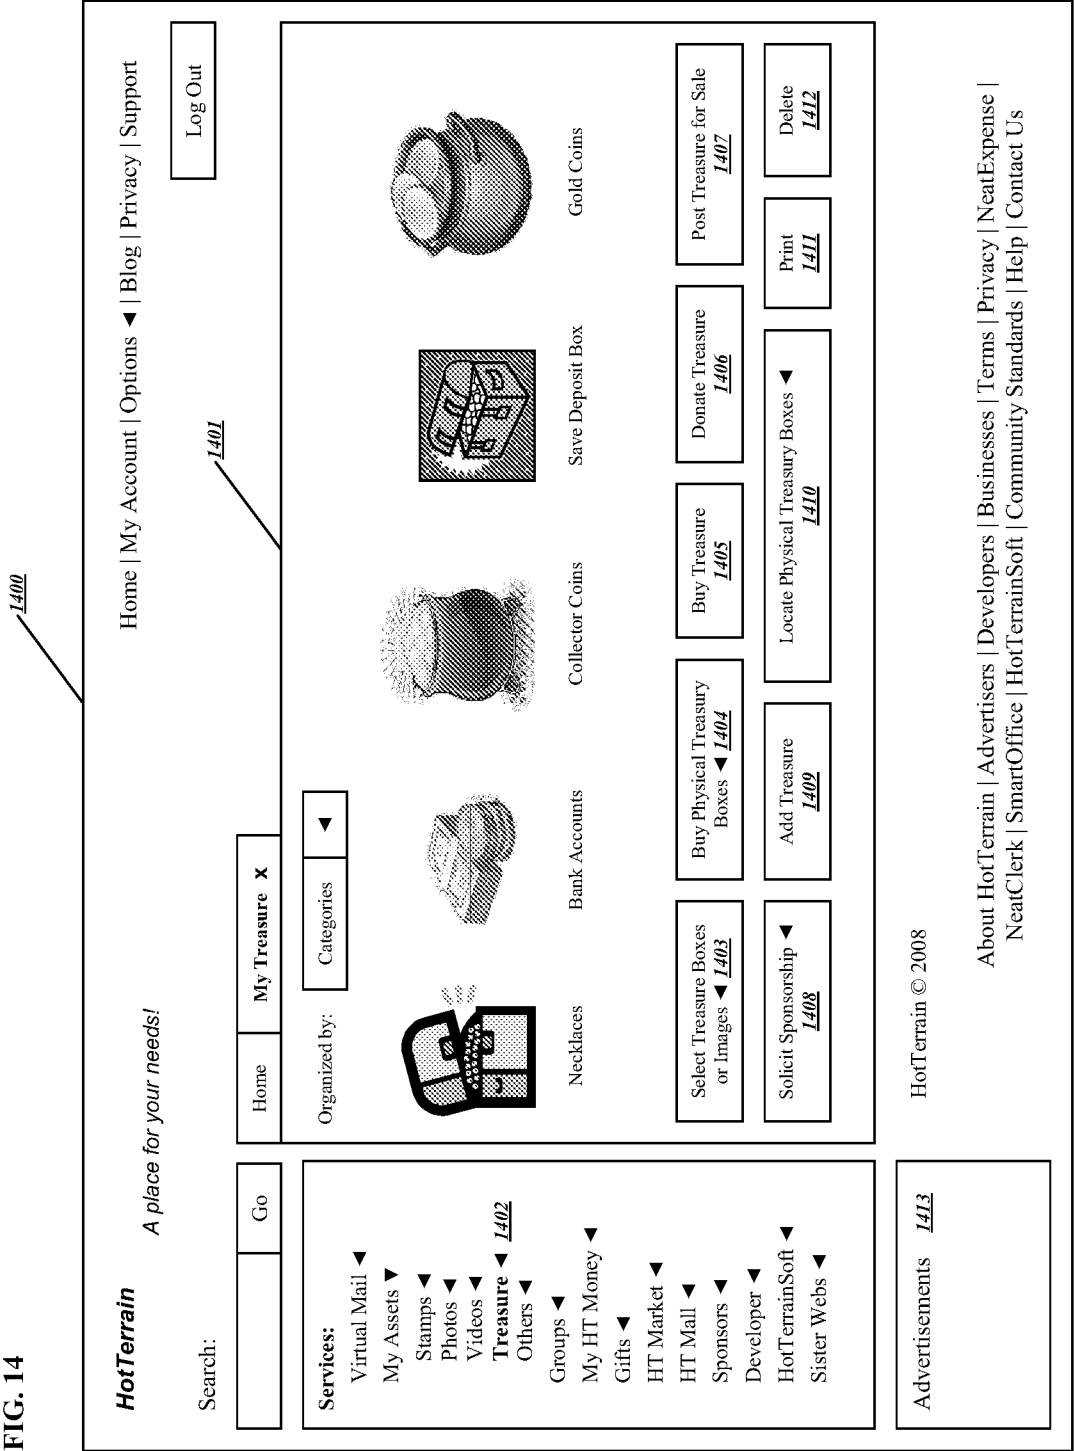 FIG. 14
1400
HotTerrain
A place for your needs!
Home | My Account | Options ◄ | Blog | Privacy | Support
Search:
Go
Log Out
Home
My Treasure X
1401
Services:
Virtual Mail ◄
My Assets ▼
Stamps ◄
Photos ◄
Videos ◄
Treasure ◄ 1402
Others ◄
Groups ◄
My HT Money ◄
Gifts ◄
HT Market ◄
HT Mall ◄
Sponsors ◄
Developer ◄
HotTerrainSoft ◄
Sister Webs ◄
Organized by:
Categories ◄
Necklaces
Bank Accounts
Collector Coins
Save Deposit Box
Gold Coins
Select Treasure Boxes
or Images ◄ 1403
Buy Physical Treasury
Boxes ◄ 1404
Buy Treasure
1405
Donate Treasure
1406
Post Treasure for Sale
1407
Solicit Sponsorship ◄
1408
Add Treasure
1409
Locate Physical Treasury Boxes ◄
1410
Print
1411
Delete
1412
Advertisements 1413
HotTerrain © 2008
About HotTerrain | Advertisers | Developers | Businesses | Terms | Privacy | NeatExpense |
NeatClerk | SmartOffice | HotTerrainSoft | Community Standards | Help | Contact Us